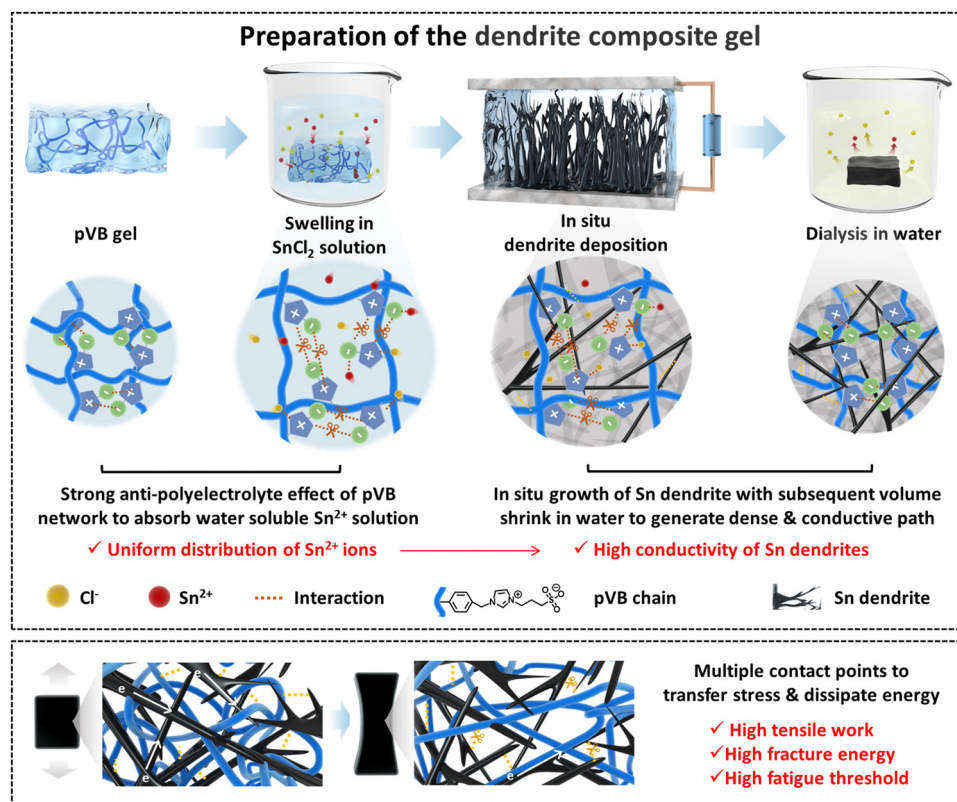 Preparation of the dendrite composite gel
pVB gel
Swelling in
SnCl₂ solution
In situ
dendrite deposition
Dialysis in water
Strong anti-polyelectrolyte effect of pVB
network to absorb water soluble Sn²⁺ solution
✓ Uniform distribution of Sn²⁺ ions
In situ growth of Sn dendrite with subsequent volume
shrink in water to generate dense & conductive path
✓ High conductivity of Sn dendrites
Cl⁻
Sn²⁺
Interaction
pVB chain
Sn dendrite
Multiple contact points to
transfer stress & dissipate energy
✓ High tensile work
✓ High fracture energy
✓ High fatigue threshold
e
e
e